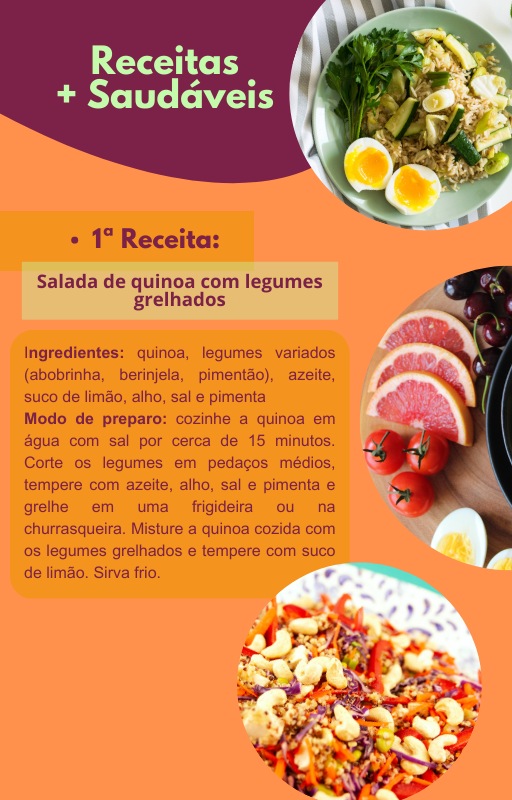 Receitas
+ Saudáveis
• 1ª Receita:
Salada de quinoa com legumes
grelhados
Ingredientes: quinoa, legumes variados
(abobrinha, berinjela, pimentão), azeite,
suco de limão, alho, sal e pimenta
Modo de preparo: cozinhe a quinoa em
água com sal por cerca de 15 minutos.
Corte os legumes em pedaços médios,
tempere com azeite, alho, sal e pimenta e
grelhe em uma frigideira ou na
churrasqueira. Misture a quinoa cozida com
os legumes grelhados e tempere com suco
de limão. Sirva frio.